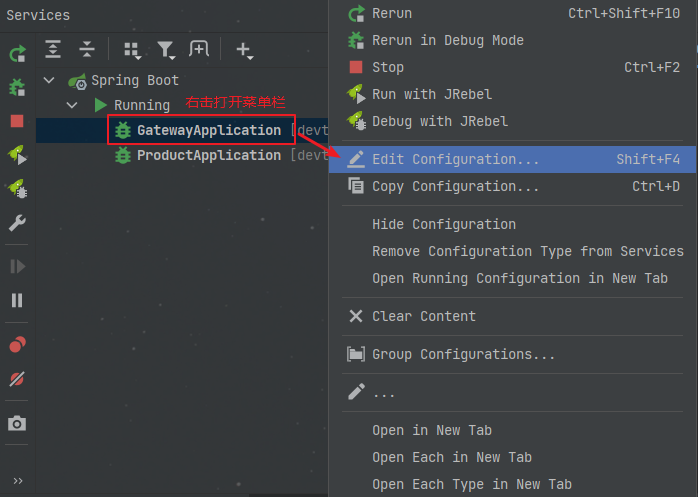 Services
Spring Boot
Running
右击打开菜单栏
GatewayApplication [devt
ProductApplication [devt
Rerun Ctrl+Shift+F10
Rerun in Debug Mode
Stop Ctrl+F2
Run with JRebel
Debug with JRebel
Edit Configuration... Shift+F4
Copy Configuration... Ctrl+D
Hide Configuration
Remove Configuration Type from Services
Open Running Configuration in New Tab
Clear Content
Group Configurations...
...
Open in New Tab
Open Each in New Tab
Open Each Type in New Tab